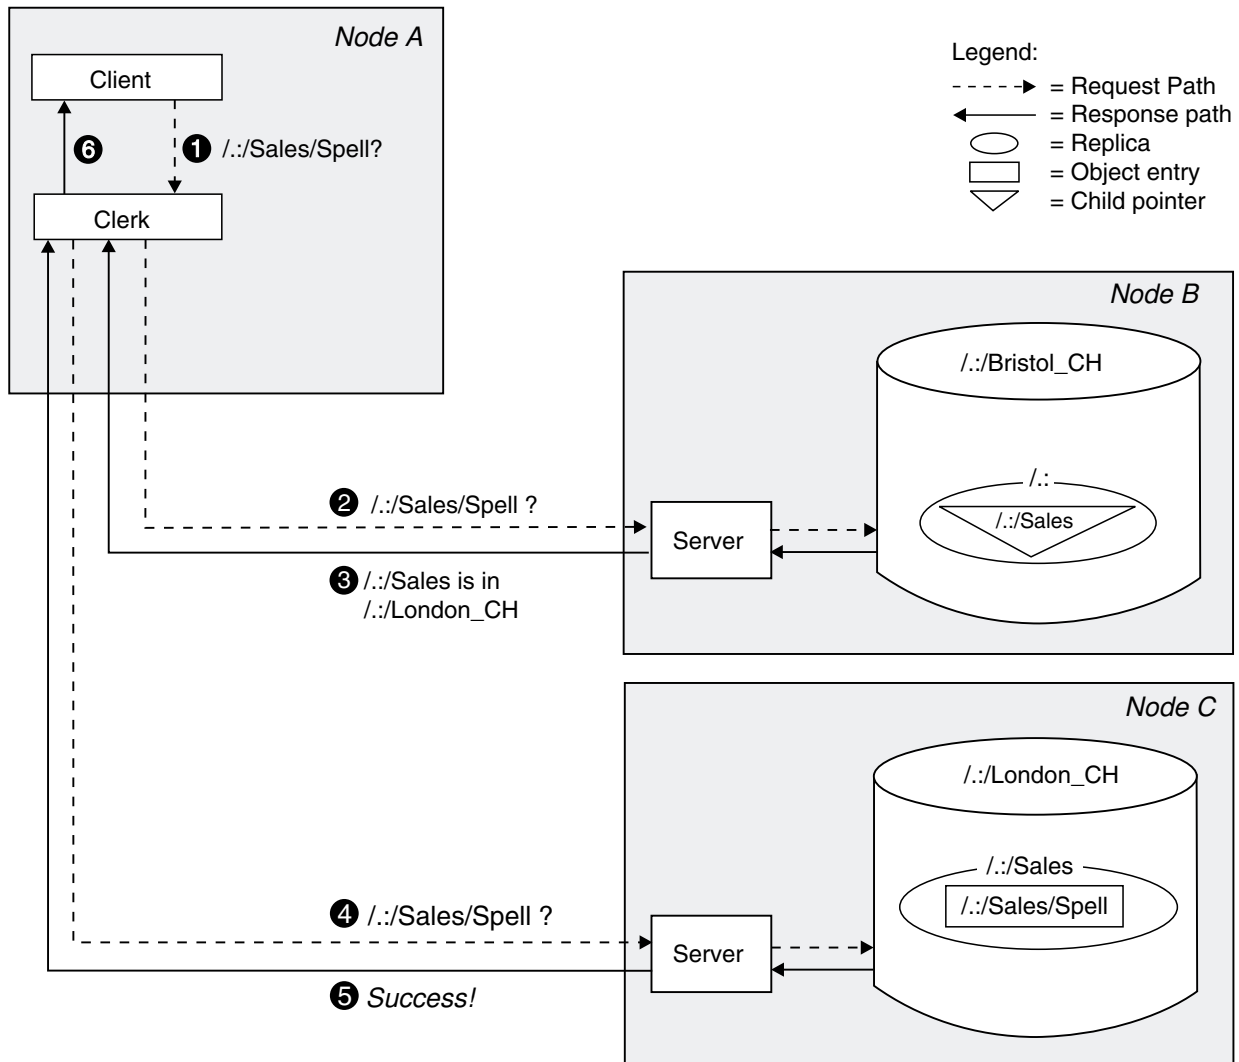 Node A
Client
❻
❶ /.:/Sales/Spell?
Clerk
Legend:
= Request Path
= Response path
= Replica
= Object entry
= Child pointer
Node B
/.:/Bristol_CH
/.:
/.:/Sales
❷ /.:/Sales/Spell ?
Server
❸ /.:/Sales is in
/.:/London_CH
Node C
/.:/London_CH
/.:/Sales
/.:/Sales/Spell
❹ /.:/Sales/Spell ?
Server
❺ Success!